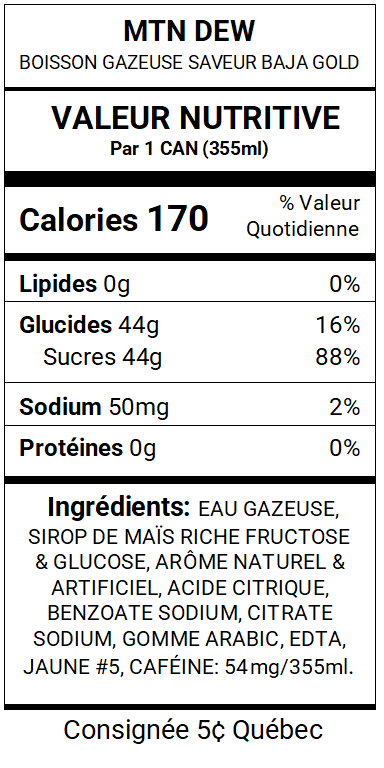 MTN DEW
BOISSON GAZEUSE SAVEUR BAJA GOLD
VALEUR NUTRITIVE
Par 1 CAN (355ml)
Calories 170
% Valeur
Quotidienne
Lipides 0g 0%
Glucides 44g 16%
Sucres 44g 88%
Sodium 50mg 2%
Protéines 0g 0%
Ingrédients: EAU GAZEUSE,
SIROP DE MAÏS RICHE FRUCTOSE
& GLUCOSE, ARÔME NATUREL &
ARTIFICIEL, ACIDE CITRIQUE,
BENZOATE SODIUM, CITRATE
SODIUM, GOMME ARABIC, EDTA,
JAUNE #5, CAFÉINE: 54mg/355ml.
Consignée 5¢ Québec